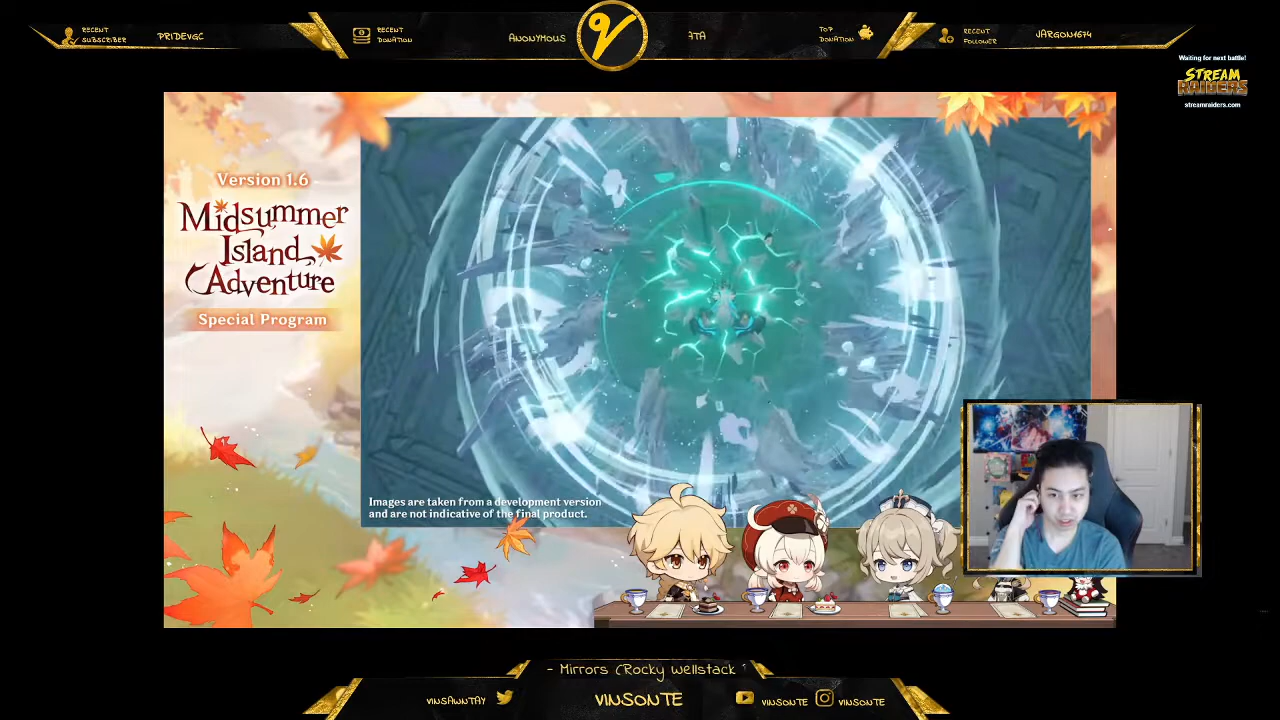 RECENT
SUBSCRIBER
PRIDEVGC
RECENT
DONATION
ANONYMOUS
ATA
TOP
DONATION
RECENT
FOLLOWER
JARGON1674
Waiting for next battle!
STREAM
RAIDERS
streamraiders.com
Version 1.6
Midsummer
Island
Adventure
Special Program
Images are taken from a development version
and are not indicative of the final product.
- Mirrors (Rocky Wellstack
VINSAWNTAY
VINSONTE
VINSONTE
VINSONTE